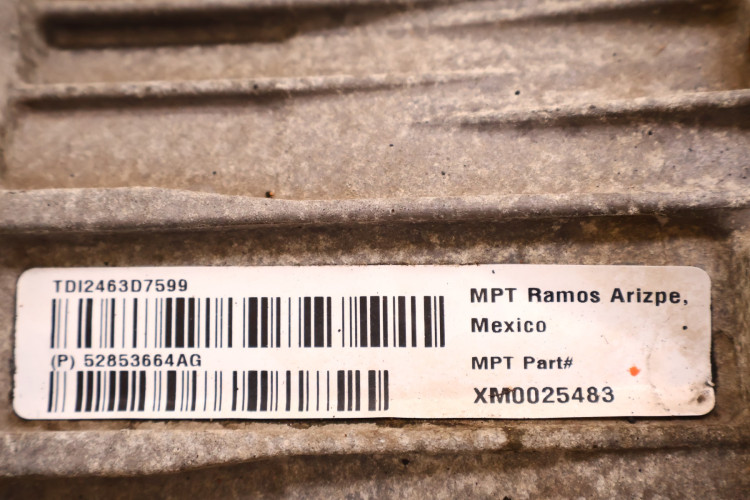 TDI2463D7599
(P) 52853664AG
MPT Ramos Arizpe,
Mexico
MPT Part#
XM0025483